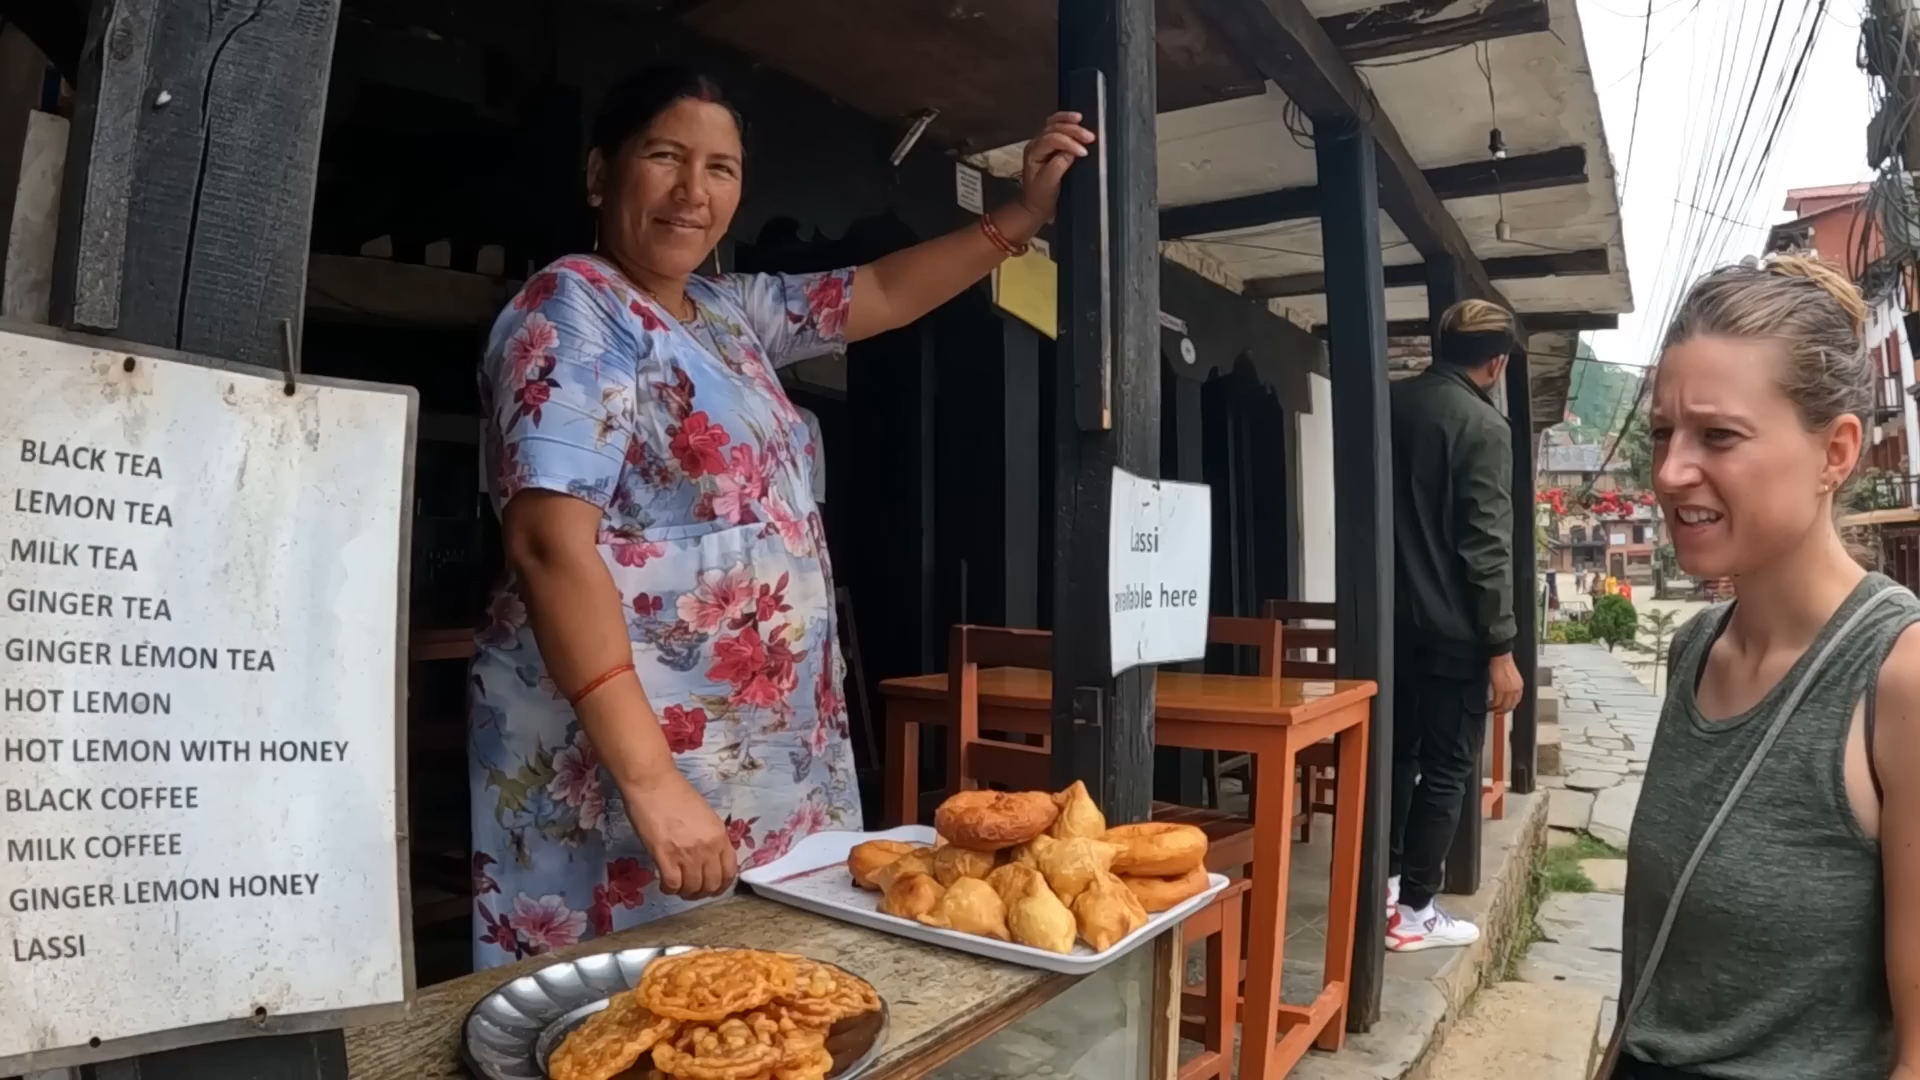 BLACK TEA
LEMON TEA
MILK TEA
GINGER TEA
GINGER LEMON TEA
HOT LEMON
HOT LEMON WITH HONEY
BLACK COFFEE
MILK COFFEE
GINGER LEMON HONEY
LASSI
Lassi
available here